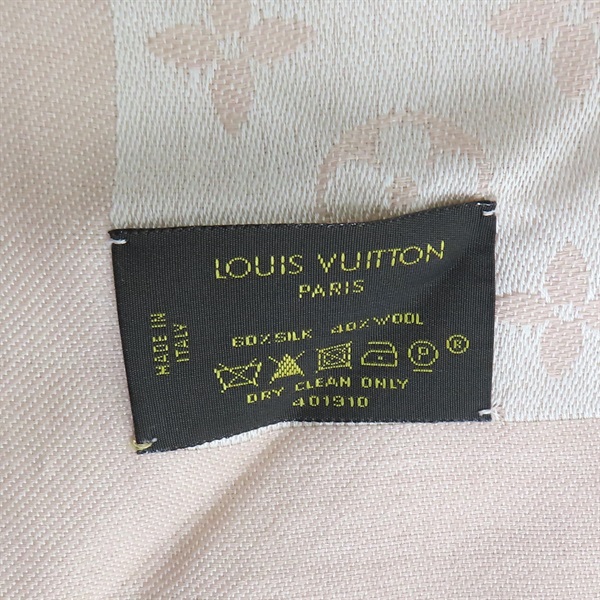 LOUIS VUITTON
PARIS
MADE IN
ITALY
60%SILK 40%WOOL
P ®
DRY CLEAN ONLY
401910